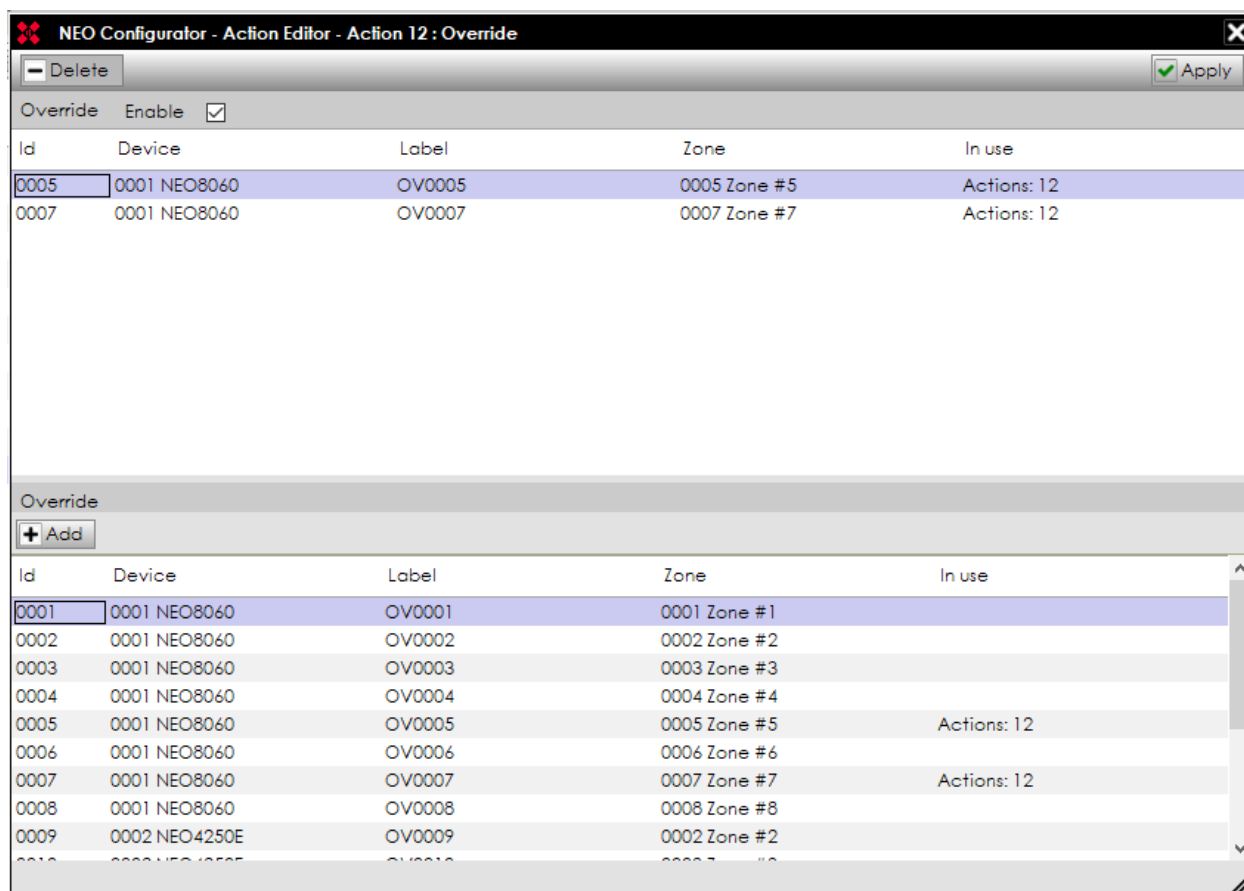 NEO Configurator - Action Editor - Action 12 : Override
Delete Apply
Override Enable
Id Device Label Zone In use
0005 0001 NEO8060 OV0005 0005 Zone #5 Actions: 12
0007 0001 NEO8060 OV0007 0007 Zone #7 Actions: 12
Override
Add
Id Device Label Zone In use
0001 0001 NEO8060 OV0001 0001 Zone #1
0002 0001 NEO8060 OV0002 0002 Zone #2
0003 0001 NEO8060 OV0003 0003 Zone #3
0004 0001 NEO8060 OV0004 0004 Zone #4
0005 0001 NEO8060 OV0005 0005 Zone #5 Actions: 12
0006 0001 NEO8060 OV0006 0006 Zone #6
0007 0001 NEO8060 OV0007 0007 Zone #7 Actions: 12
0008 0001 NEO8060 OV0008 0008 Zone #8
0009 0002 NEO4250E OV0009 0002 Zone #2